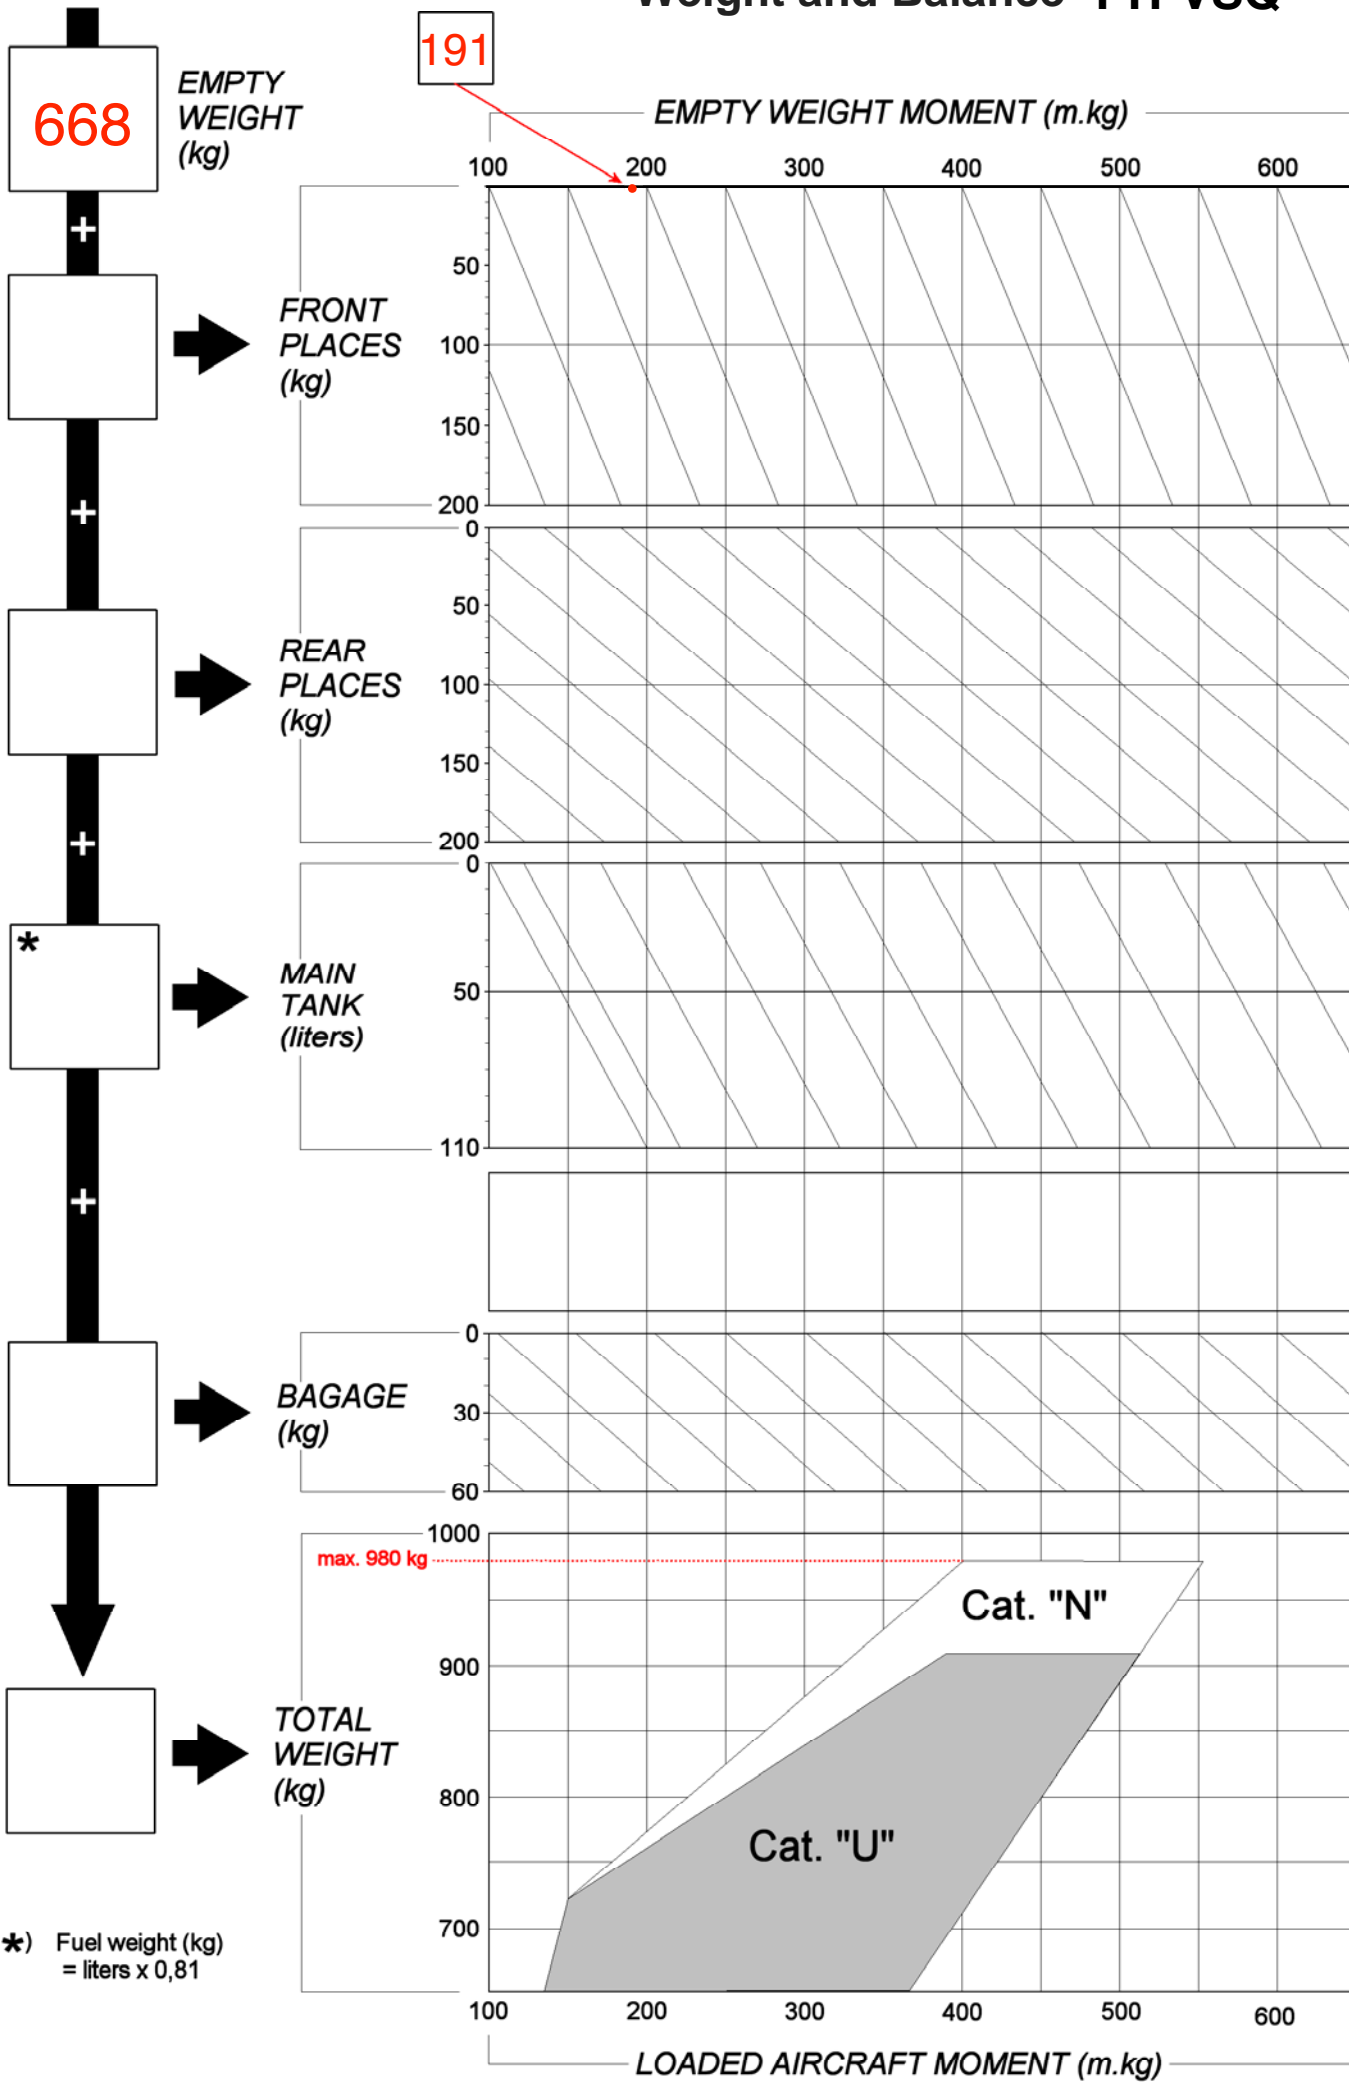 Weight and Balance
191
668
EMPTY
WEIGHT
(kg)
EMPTY WEIGHT MOMENT (m.kg)
100 200 300 400 500 600
+
50
FRONT
PLACES
(kg)
100
150
200
+
0
50
REAR
PLACES
(kg)
100
150
200
+
0
*
MAIN
TANK
(liters)
50
110
+
0
BAGAGE
(kg)
30
60
1000
max. 980 kg
Cat. "N"
900
TOTAL
WEIGHT
(kg)
800
Cat. "U"
700
*) Fuel weight (kg)
= liters x 0,81
100 200 300 400 500 600
LOADED AIRCRAFT MOMENT (m.kg)